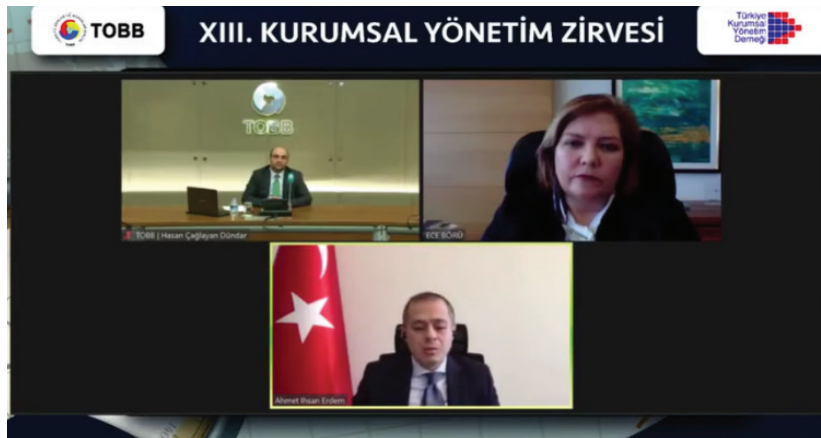 TOBB
XIII. KURUMSAL YÖNETİM ZİRVESİ
Türkiye
Kurumsal
Yönetim
Derneği
TOBB
TOBB | Hasan Çağlayan Dündar
ECE BÖRÜ
Ahmet Ihsan Erdem